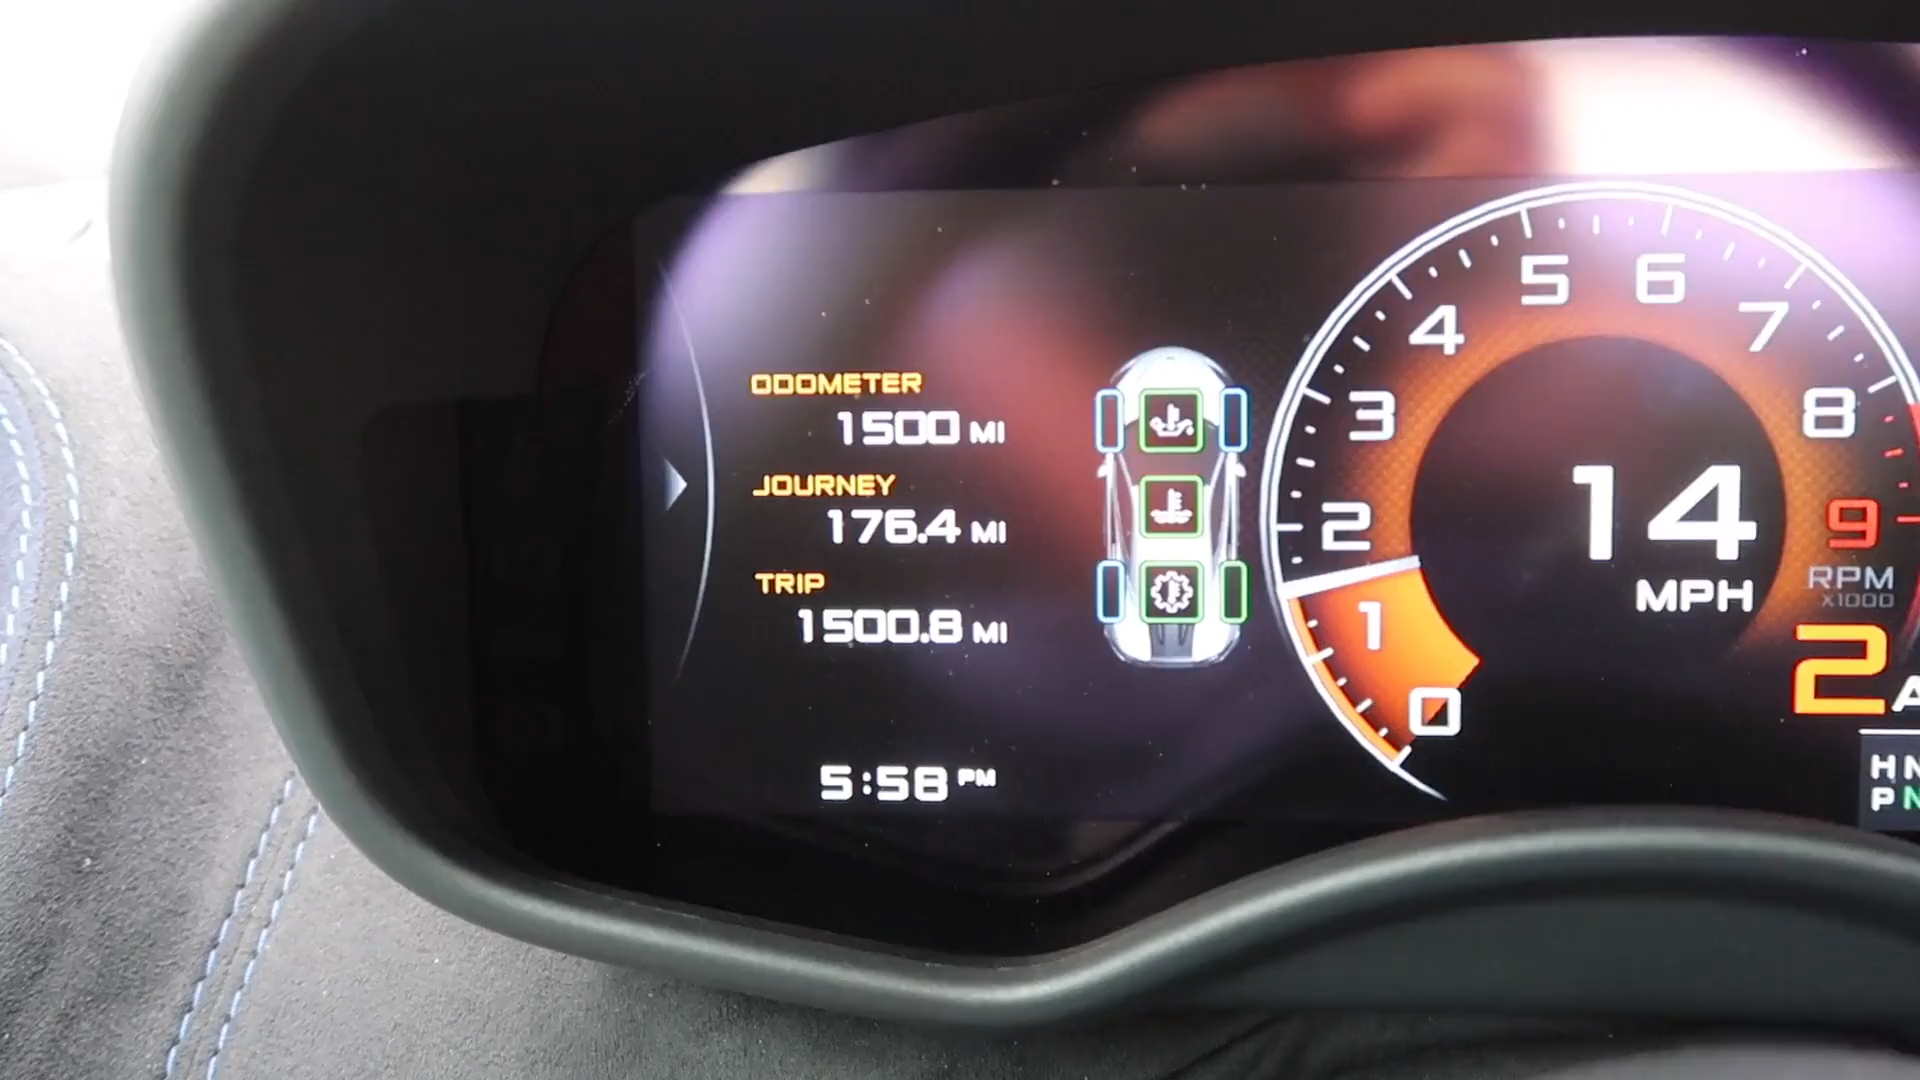 ODOMETER
1500 MI
JOURNEY
176.4 MI
TRIP
1500.8 MI
5:58 PM
0
1
2
3
4
5
6
7
8
9
RPM
X1000
14
MPH
2A
H N
P N